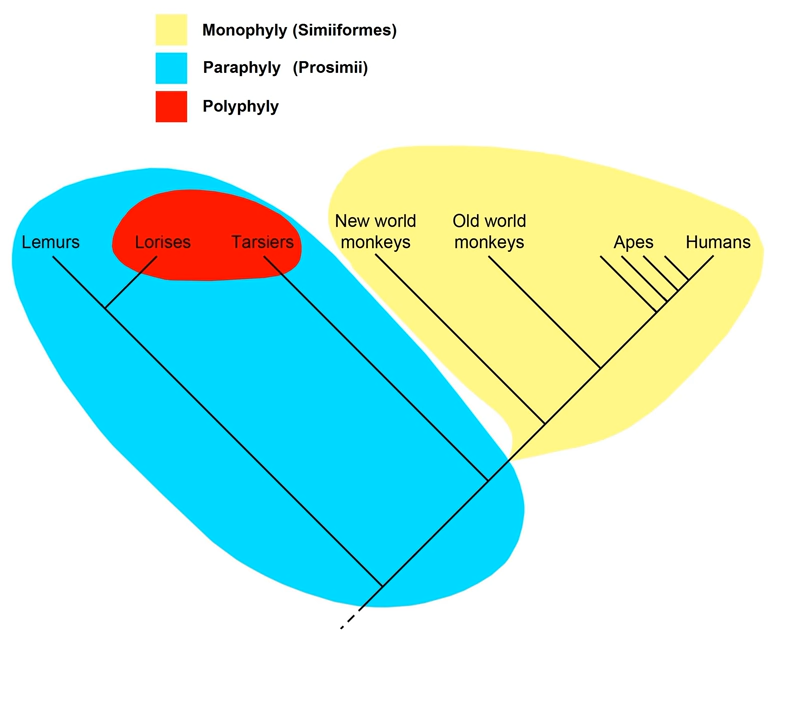 Monophyly (Simiiformes)
Paraphyly (Prosimii)
Polyphyly
New world
monkeys
Old world
monkeys
Lemurs
Lorises
Tarsiers
Apes
Humans